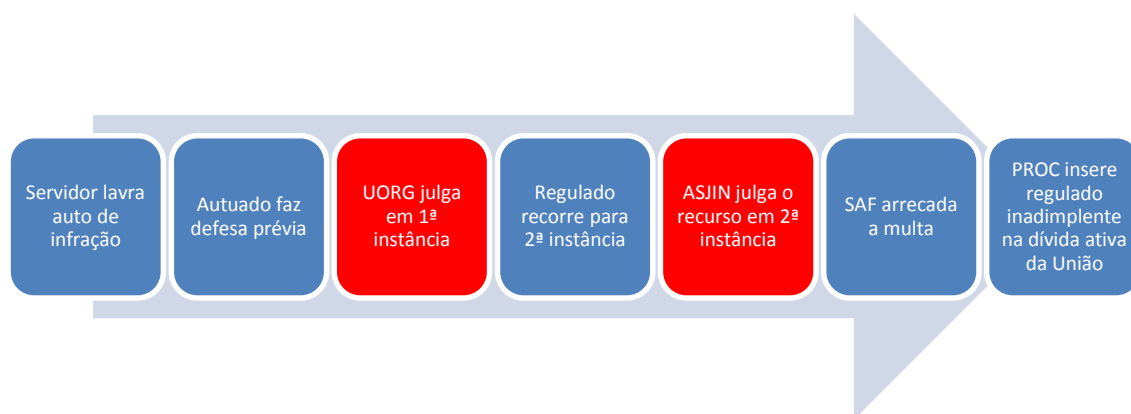 Servidor lavra
auto de
infração
Autuado faz
defesa prévia
UORG julga
em 1ª
instância
Regulado
recorre para
2ª instância
ASJIN julga o
recurso em 2ª
instância
SAF arrecada
a multa
PROC insere
regulado
inadimplente
na dívida ativa
da União